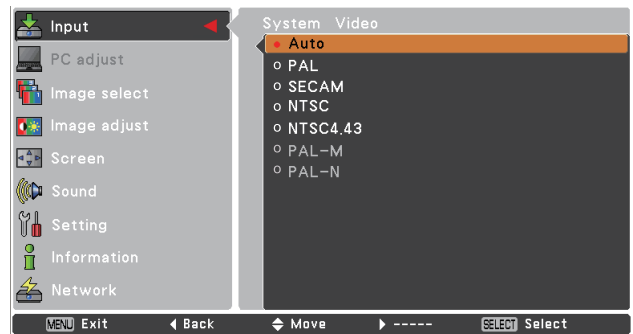 Input
PC adjust
Image select
Image adjust
Screen
Sound
Setting
Information
Network
System Video
Auto
PAL
SECAM
NTSC
NTSC4.43
PAL-M
PAL-N
MENU Exit Back Move ----- SELECT Select